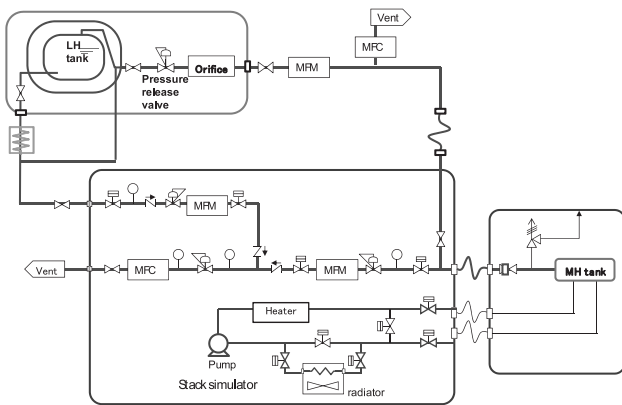 Vent
LH
tank
MFC
Orifice
MFM
Pressure
release
valve
MFM
Vent
MFC
MFM
MH tank
Heater
Pump
Stack simulator
radiator